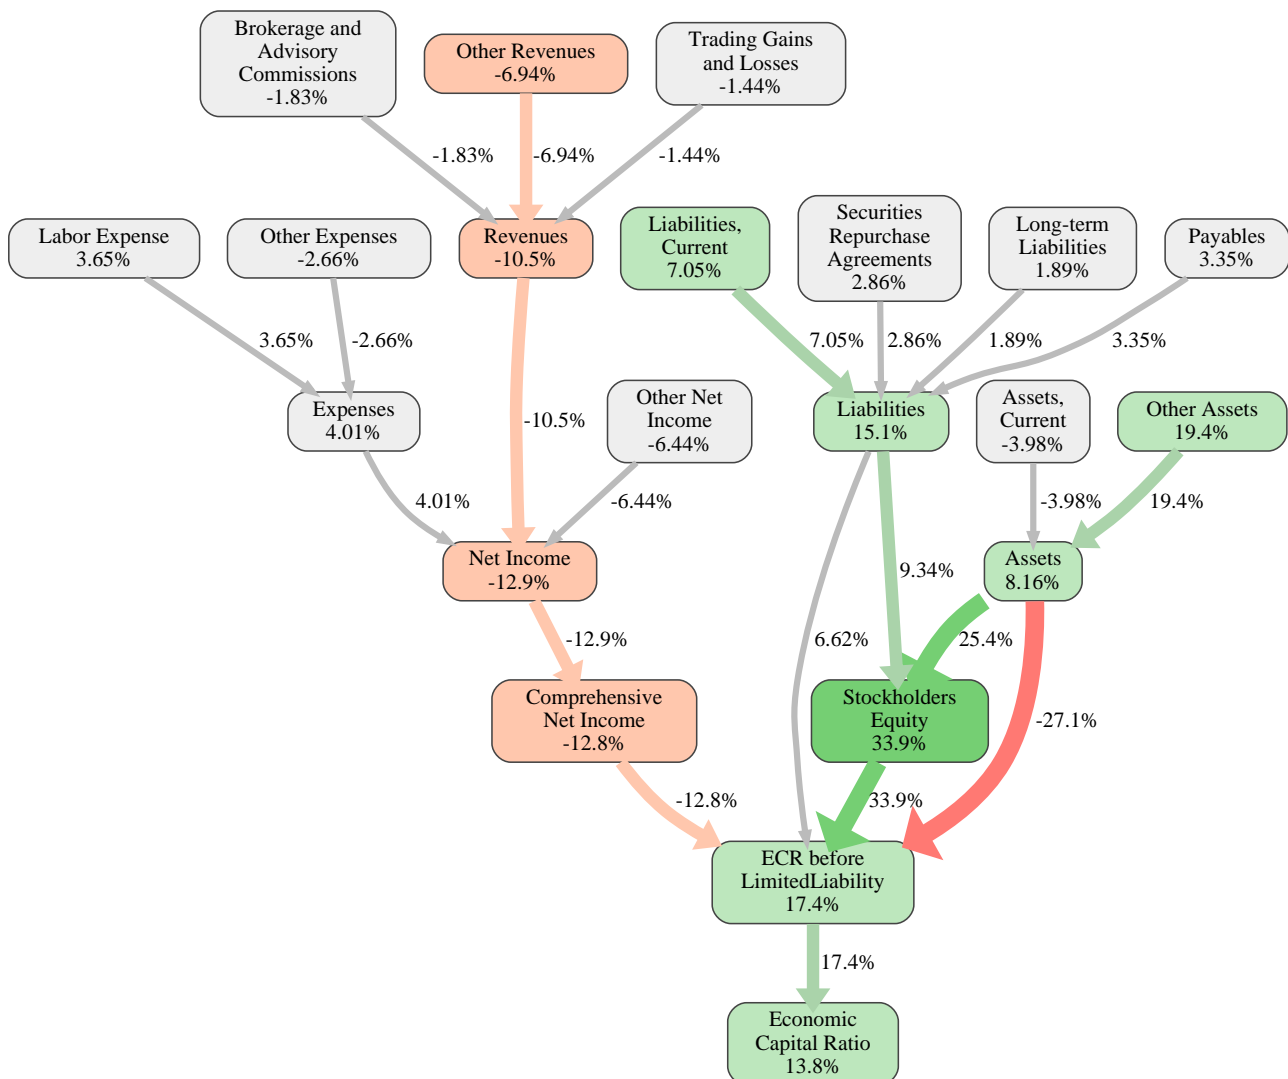 Brokerage and
Advisory
Commissions
-1.83%
Other Revenues
-6.94%
Trading Gains
and Losses
-1.44%
-1.83%
-6.94%
-1.44%
Labor Expense
3.65%
Other Expenses
-2.66%
Revenues
-10.5%
Liabilities,
Current
7.05%
Securities
Repurchase
Agreements
2.86%
Long-term
Liabilities
1.89%
Payables
3.35%
3.65%
-2.66%
7.05%
2.86%
1.89%
3.35%
Expenses
4.01%
-10.5%
Other Net
Income
-6.44%
Liabilities
15.1%
Assets,
Current
-3.98%
Other Assets
19.4%
4.01%
-6.44%
-3.98%
19.4%
Net Income
-12.9%
9.34%
Assets
8.16%
-12.9%
6.62%
25.4%
-27.1%
Comprehensive
Net Income
-12.8%
Stockholders
Equity
33.9%
-12.8%
33.9%
ECR before
LimitedLiability
17.4%
17.4%
Economic
Capital Ratio
13.8%